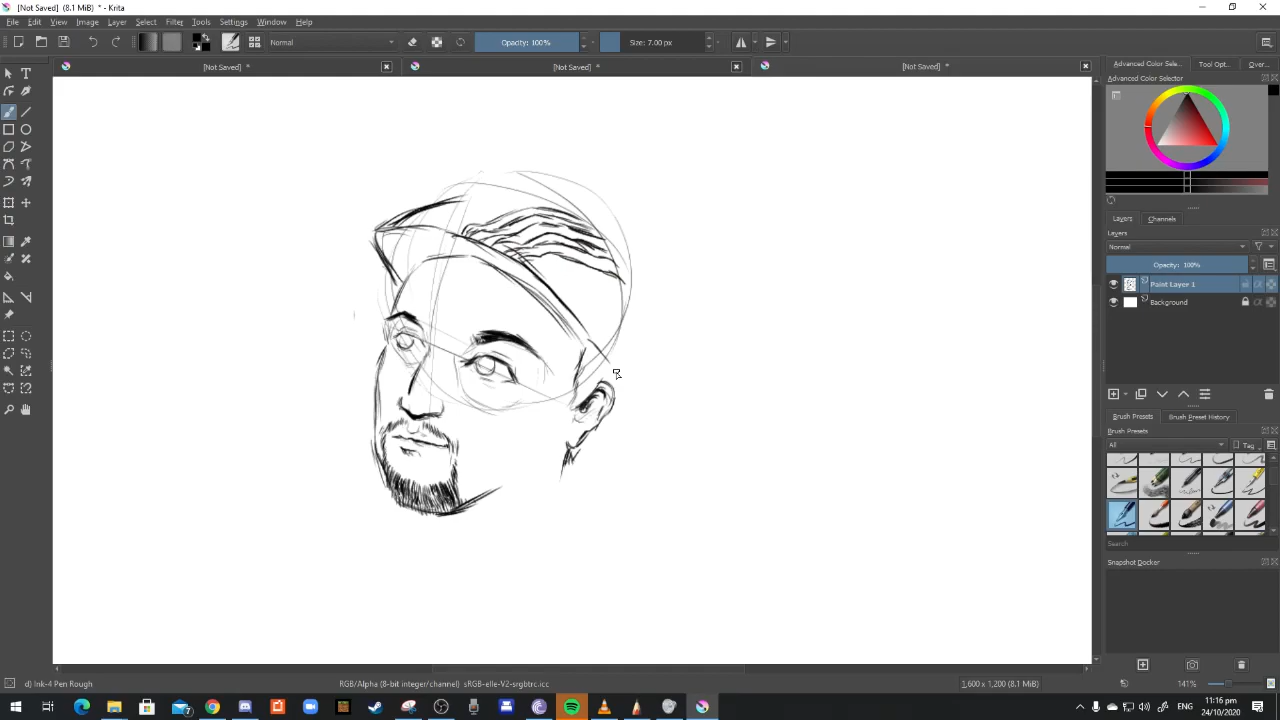 [Not Saved] (8.1 MiB) * - Krita
File Edit View Image Layer Select Filter Tools Settings Window Help
Normal Opacity: 100% Size: 7.00 px
[Not Saved] * [Not Saved] * [Not Saved] *
Advanced Color Sele... Tool Opt... Over...
Advanced Color Selector
Layers Channels
Layers
Normal
Opacity: 100%
Paint Layer 1
Background
Brush Presets Brush Preset History
Brush Presets
All Tag
Search
Snapshot Docker
d) Ink-4 Pen Rough RGB/Alpha (8-bit integer/channel) sRGB-elle-V2-srgbtrc.icc 1,600 x 1,200 (8.1 MiB) 141%
7 ENG 11:16 pm
24/10/2020